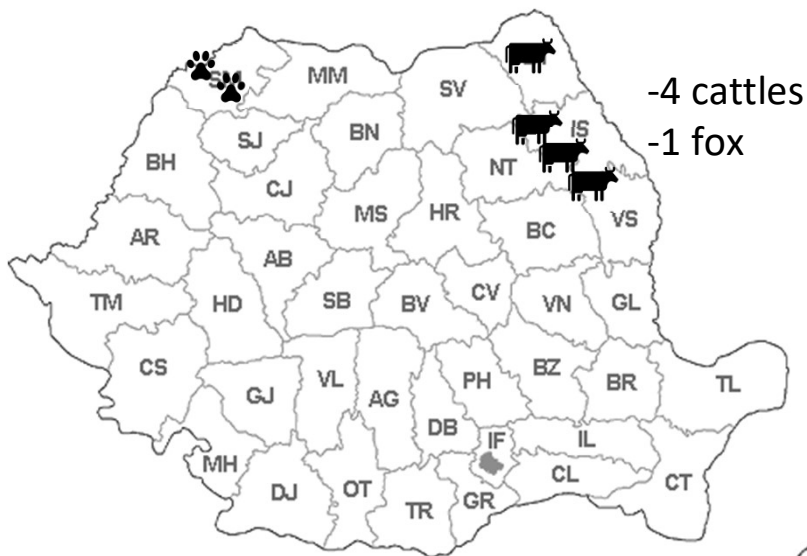 MM
SV
-4 cattles
SJ
BN
IS
-1 fox
BH
NT
CJ
MS
HR
VS
AR
BC
AB
TM
HD
SB
BV
CV
VN
GL
CS
VL
PH
BZ
BR
TL
GJ
AG
DB
IF
IL
MH
CL
CT
DJ
OT
TR
GR